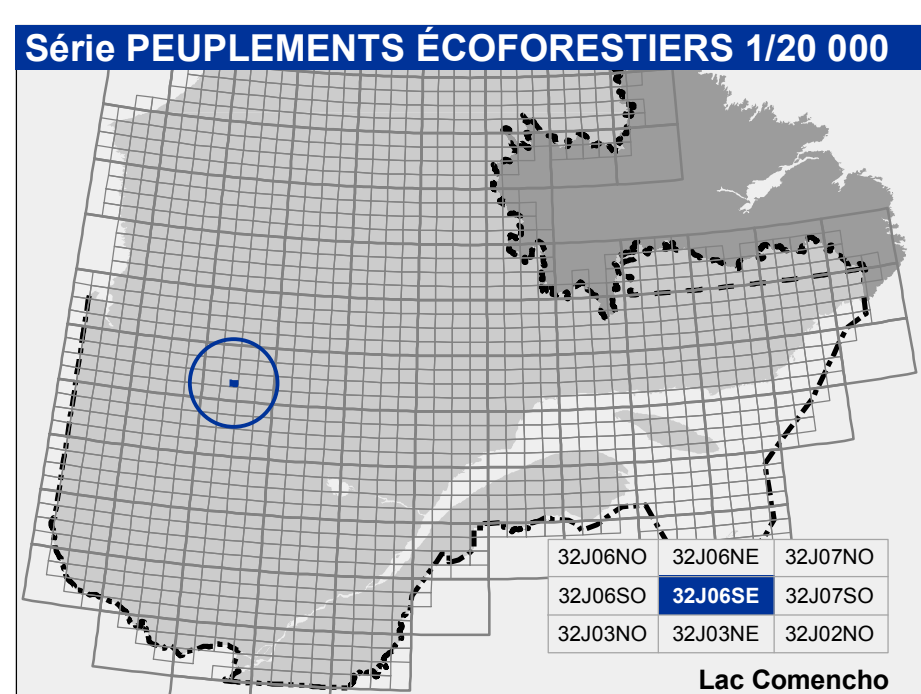 Série PEUPLEMENTS ÉCOFORESTIERS 1/20 000
32J06NO 32J06NE 32J07NO
32J06SO 32J06SE 32J07SO
32J03NO 32J03NE 32J02NO
Lac Comencho